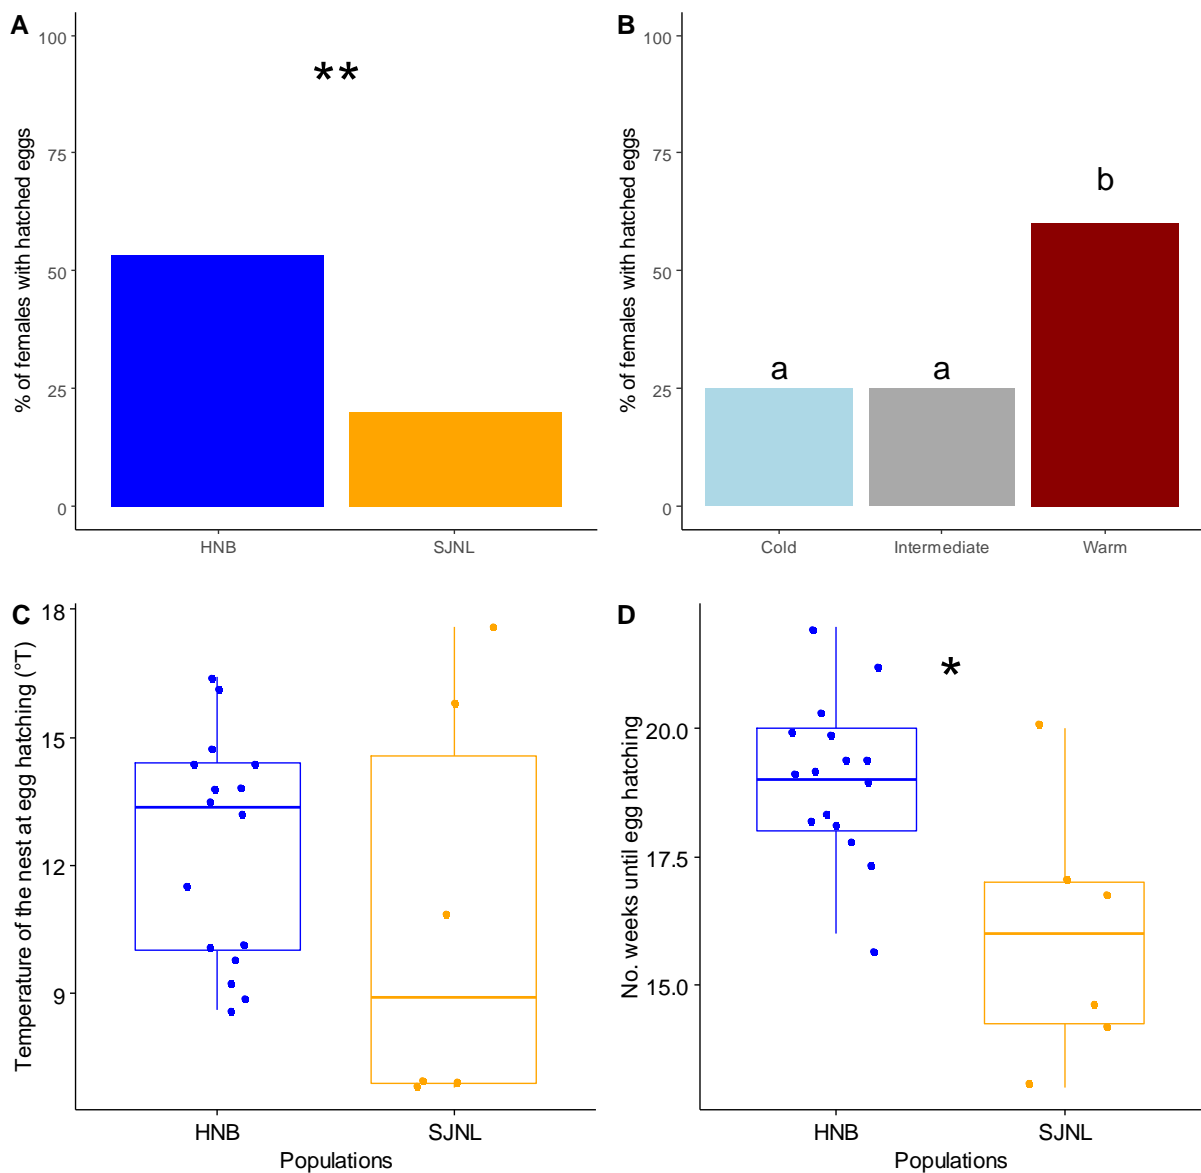 A
% of females with hatched eggs
100
75
50
25
0
**
HNB
SJNL
B
% of females with hatched eggs
100
75
50
25
0
a
a
b
Cold
Intermediate
Warm
C
Temperature of the nest at egg hatching (°T)
18
15
12
9
HNB
SJNL
Populations
D
No. weeks until egg hatching
20.0
17.5
15.0
*
HNB
SJNL
Populations